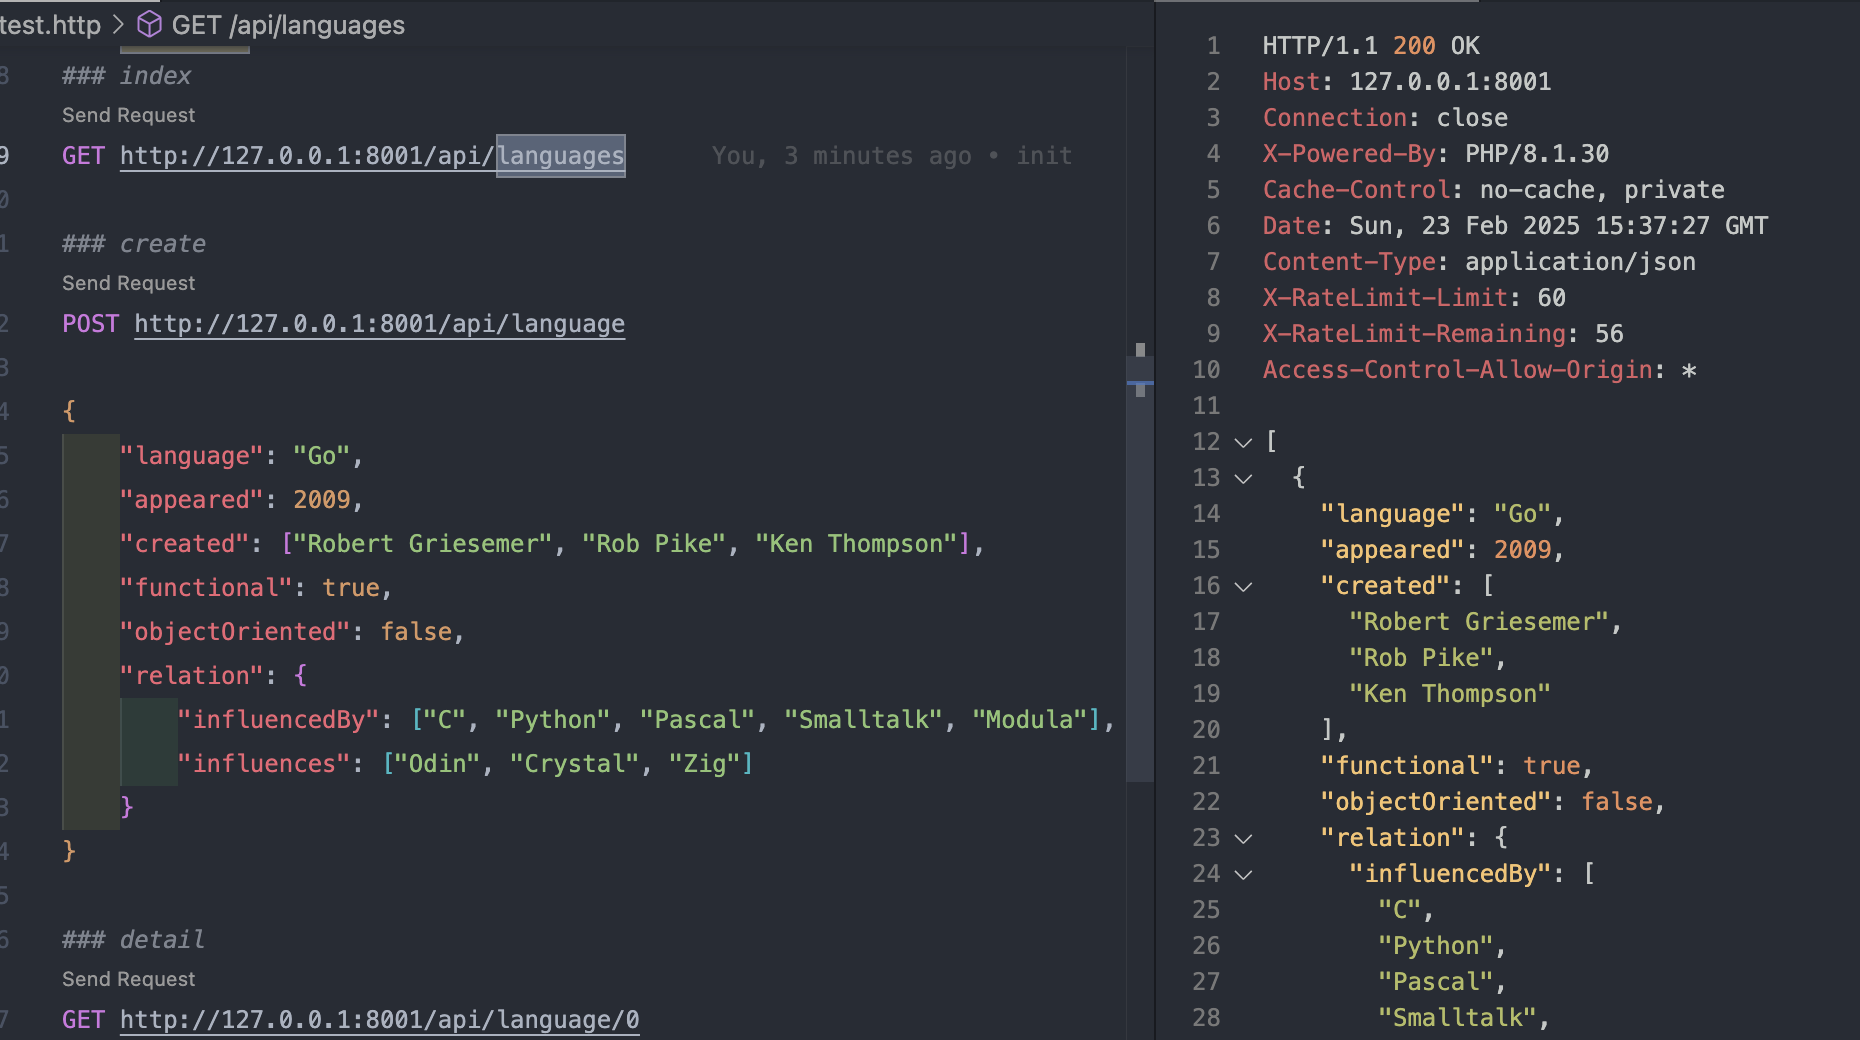 test.http > GET /api/languages
8 ### index
Send Request
9 GET http://127.0.0.1:8001/api/languages You, 3 minutes ago • init
0
1 ### create
Send Request
2 POST http://127.0.0.1:8001/api/language
3
4 {
5 "language": "Go",
6 "appeared": 2009,
7 "created": ["Robert Griesemer", "Rob Pike", "Ken Thompson"],
8 "functional": true,
9 "objectOriented": false,
0 "relation": {
1 "influencedBy": ["C", "Python", "Pascal", "Smalltalk", "Modula"],
2 "influences": ["Odin", "Crystal", "Zig"]
3 }
4 }
5
6 ### detail
Send Request
7 GET http://127.0.0.1:8001/api/language/0
1 HTTP/1.1 200 OK
2 Host: 127.0.0.1:8001
3 Connection: close
4 X-Powered-By: PHP/8.1.30
5 Cache-Control: no-cache, private
6 Date: Sun, 23 Feb 2025 15:37:27 GMT
7 Content-Type: application/json
8 X-RateLimit-Limit: 60
9 X-RateLimit-Remaining: 56
10 Access-Control-Allow-Origin: *
11
12 [
13 {
14 "language": "Go",
15 "appeared": 2009,
16 "created": [
17 "Robert Griesemer",
18 "Rob Pike",
19 "Ken Thompson"
20 ],
21 "functional": true,
22 "objectOriented": false,
23 "relation": {
24 "influencedBy": [
25 "C",
26 "Python",
27 "Pascal",
28 "Smalltalk",